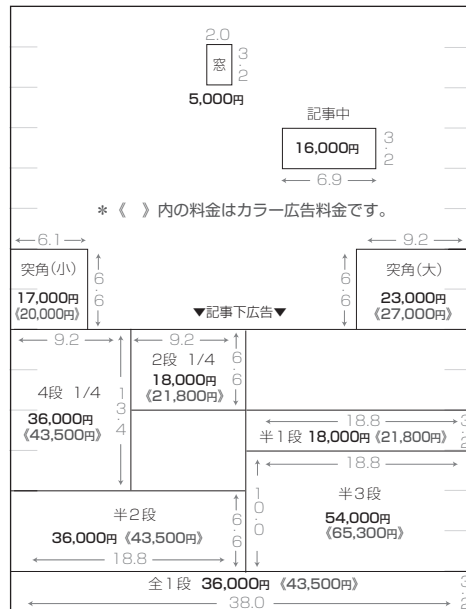 2.0
窓
3.2
5,000円
記事中
16,000円
3.2
6.9
*《　》内の料金はカラー広告料金です。
6.1
9.2
突角(小)
17,000円
《20,000円》
6.6
6.6
突角(大)
23,000円
《27,000円》
▼記事下広告▼
9.2
9.2
4段 1/4
36,000円
《43,500円》
13.4
2段 1/4
18,000円
《21,800円》
6.6
18.8
半1段 18,000円《21,800円》
3.2
18.8
半3段
54,000円
《65,300円》
10.0
半2段
36,000円《43,500円》
18.8
6.6
全1段 36,000円《43,500円》
38.0
3.2